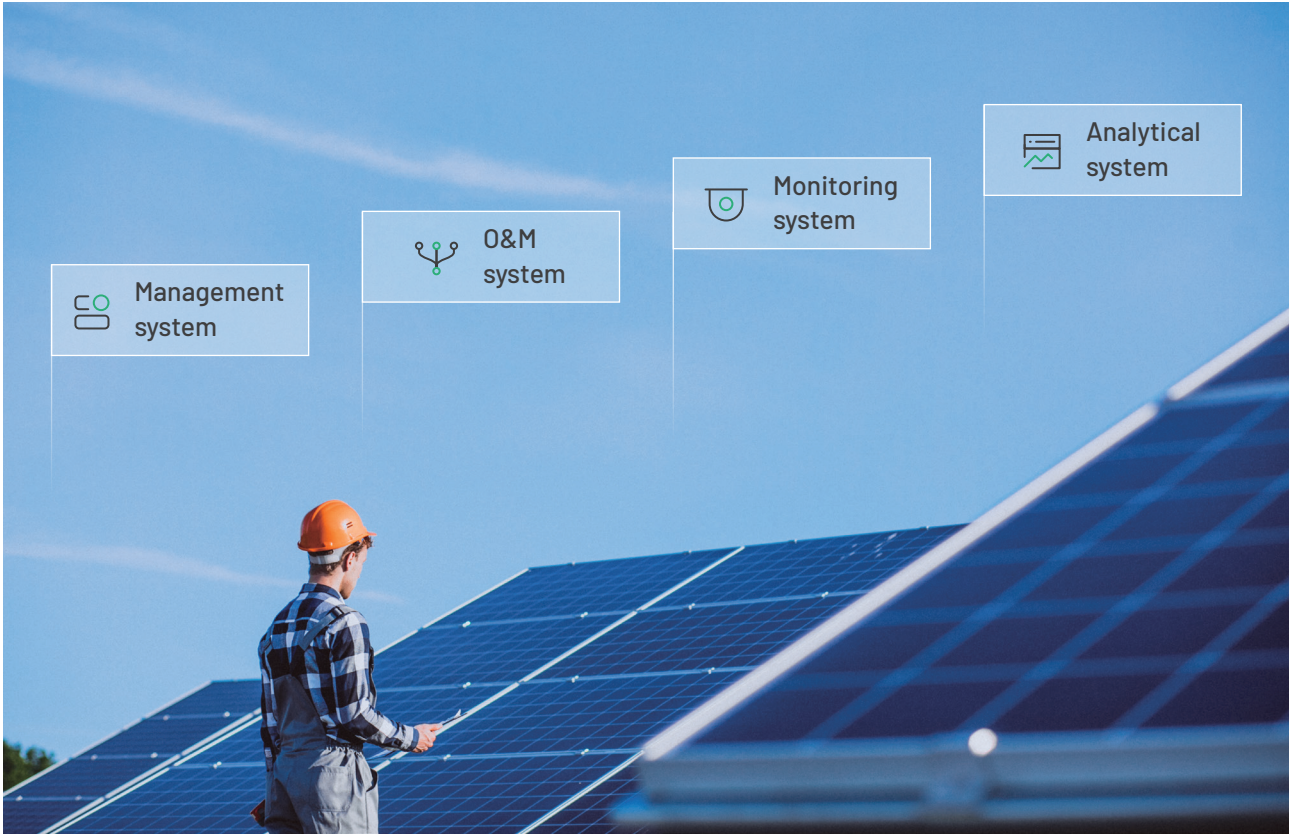 Management
system
O&M
system
Monitoring
system
Analytical
system